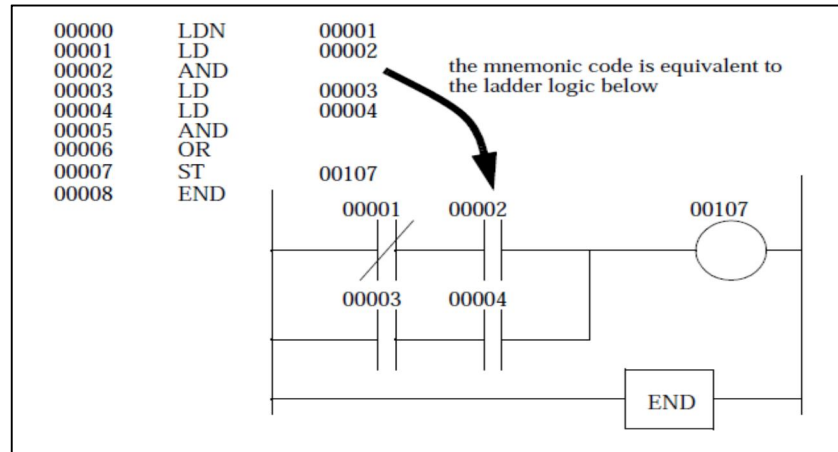 00000 LDN 00001
00001 LD 00002
00002 AND
00003 LD 00003
00004 LD 00004
00005 AND
00006 OR
00007 ST 00107
00008 END
the mnemonic code is equivalent to
the ladder logic below
00001 00002 00107
00003 00004
END